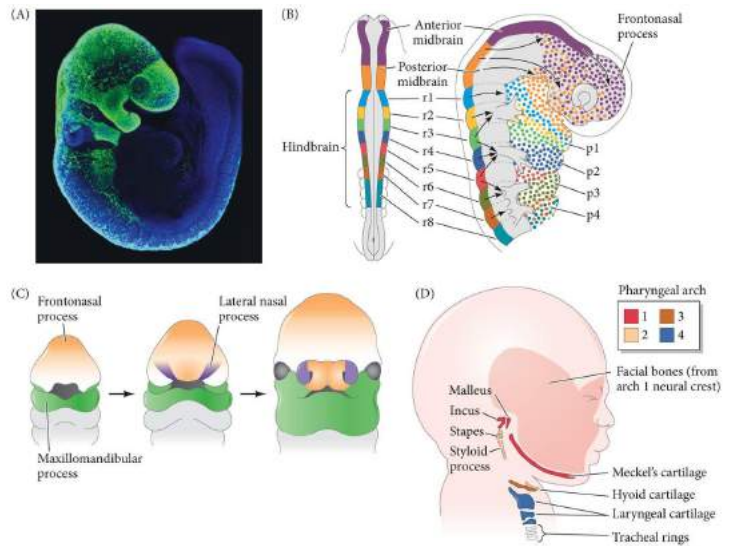 (A)
(B)
Anterior
midbrain
Posterior
midbrain
r1
r2
r3
r4
r5
r6
r7
r8
Hindbrain
Frontonasal
process
p1
p2
p3
p4
(C)
Frontonasal
process
Lateral nasal
process
Maxillomandibular
process
(D)
Pharyngeal arch
1
3
2
4
Facial bones (from
arch 1 neural crest)
Malleus
Incus
Stapes
Styloid
process
Meckel's cartilage
Hyoid cartilage
Laryngeal cartilage
Tracheal rings